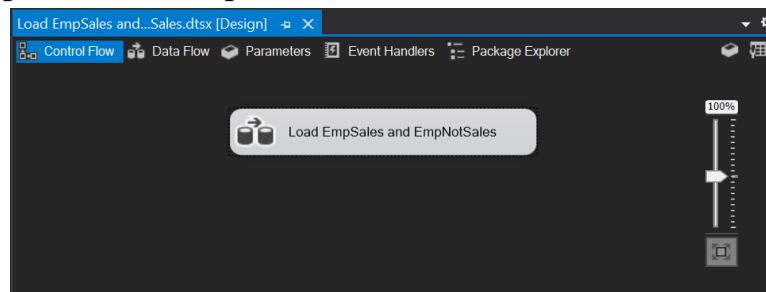 Load EmpSales and...Sales.dtsx [Design]
Control Flow Data Flow Parameters Event Handlers Package Explorer
100%
Load EmpSales and EmpNotSales